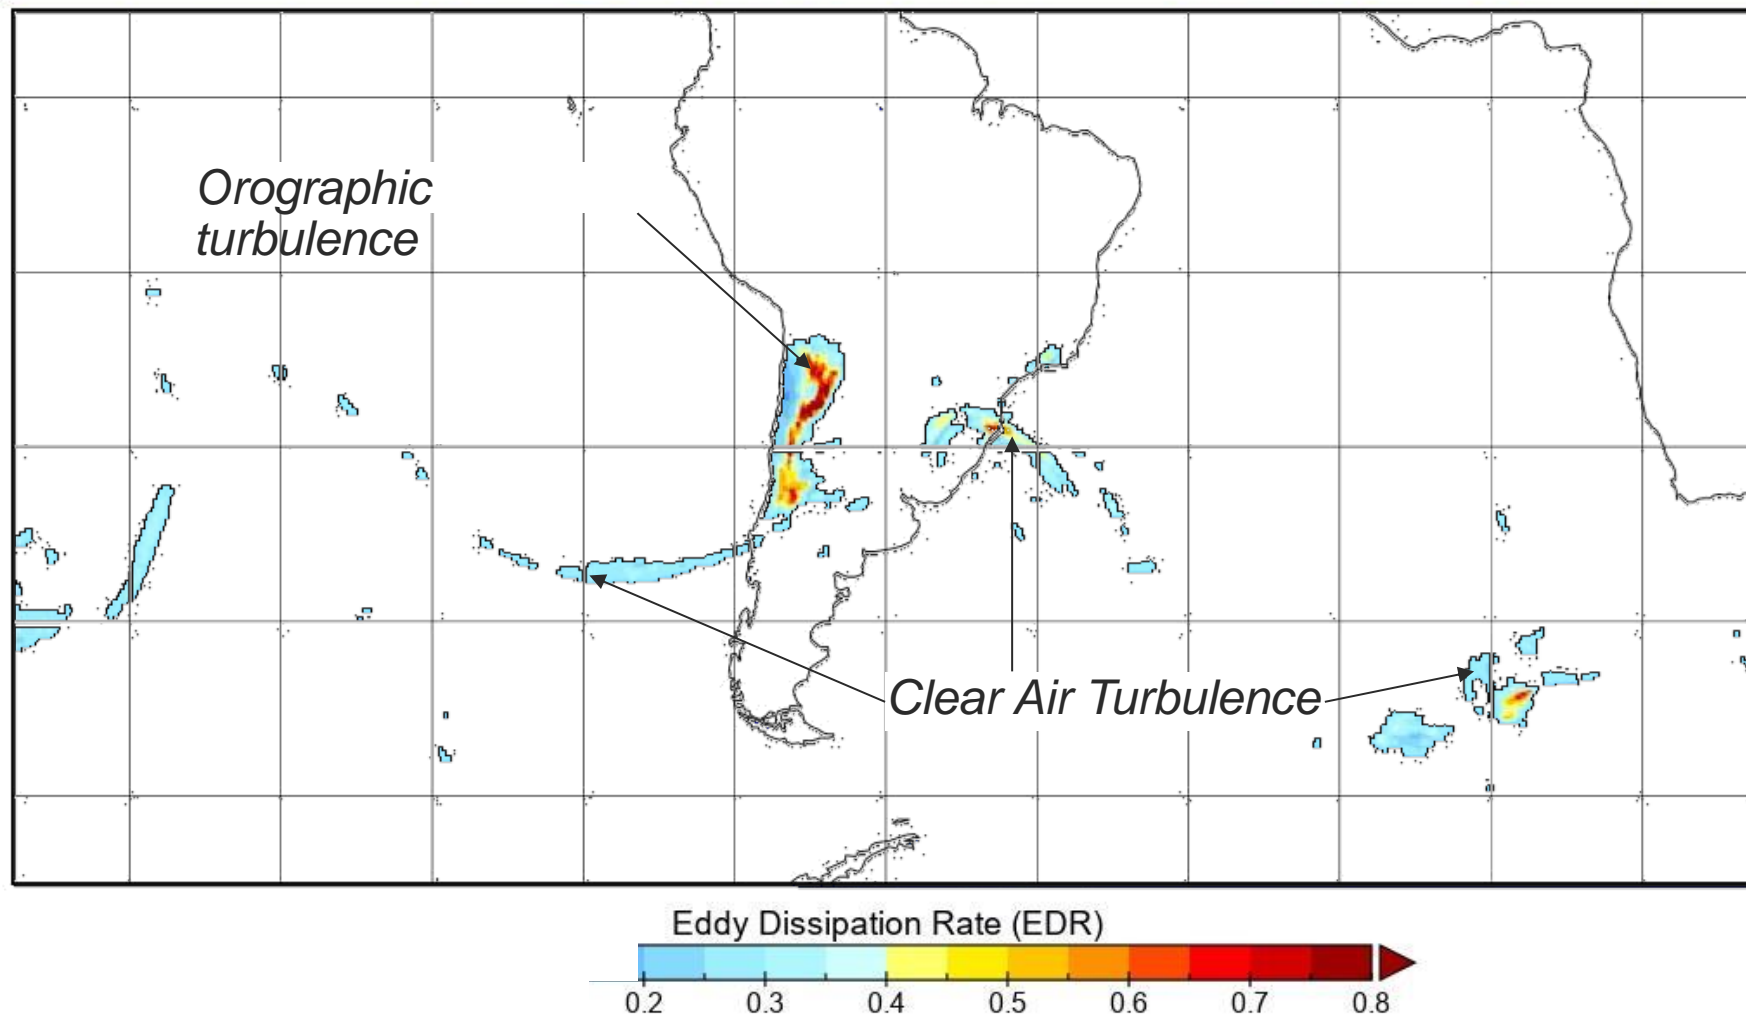 Orographic
turbulence
Clear Air Turbulence
Eddy Dissipation Rate (EDR)
0.2 0.3 0.4 0.5 0.6 0.7 0.8